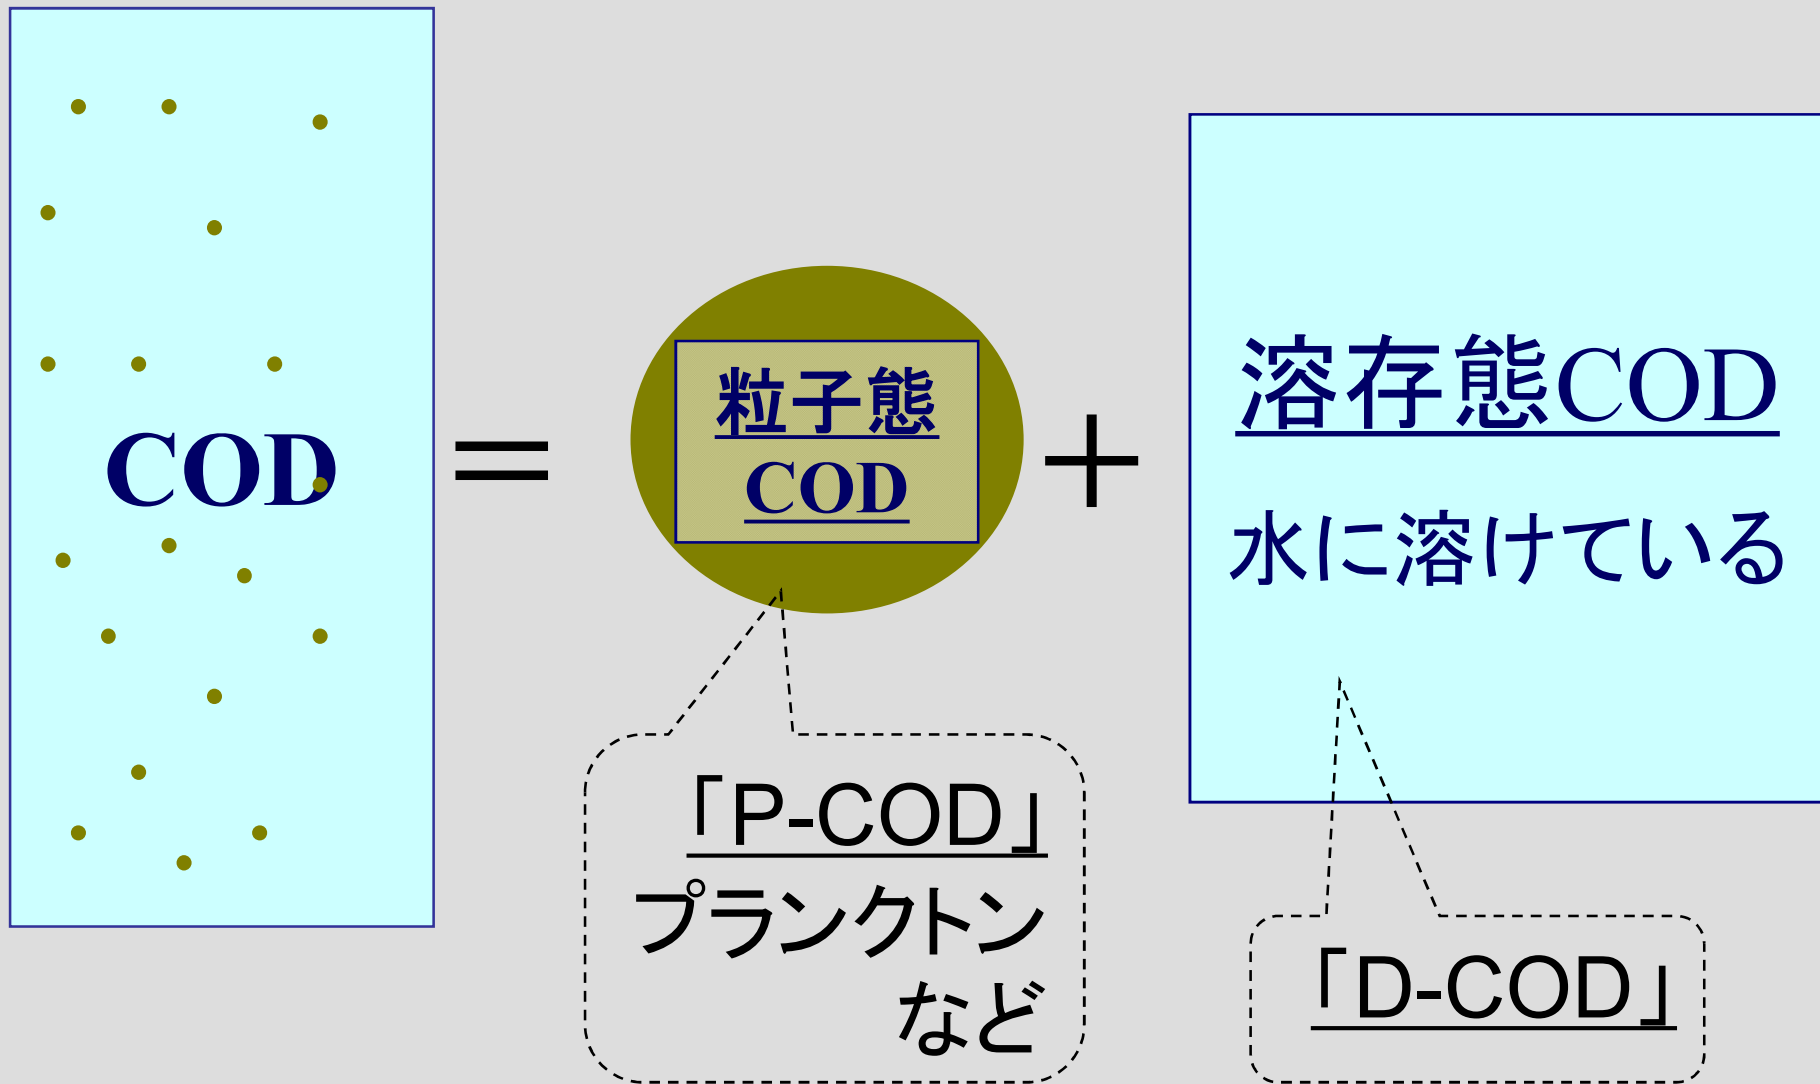 COD
=
粒子態
COD
+
溶存態COD
水に溶けている
「P-COD」
プランクトン
など
「D-COD」